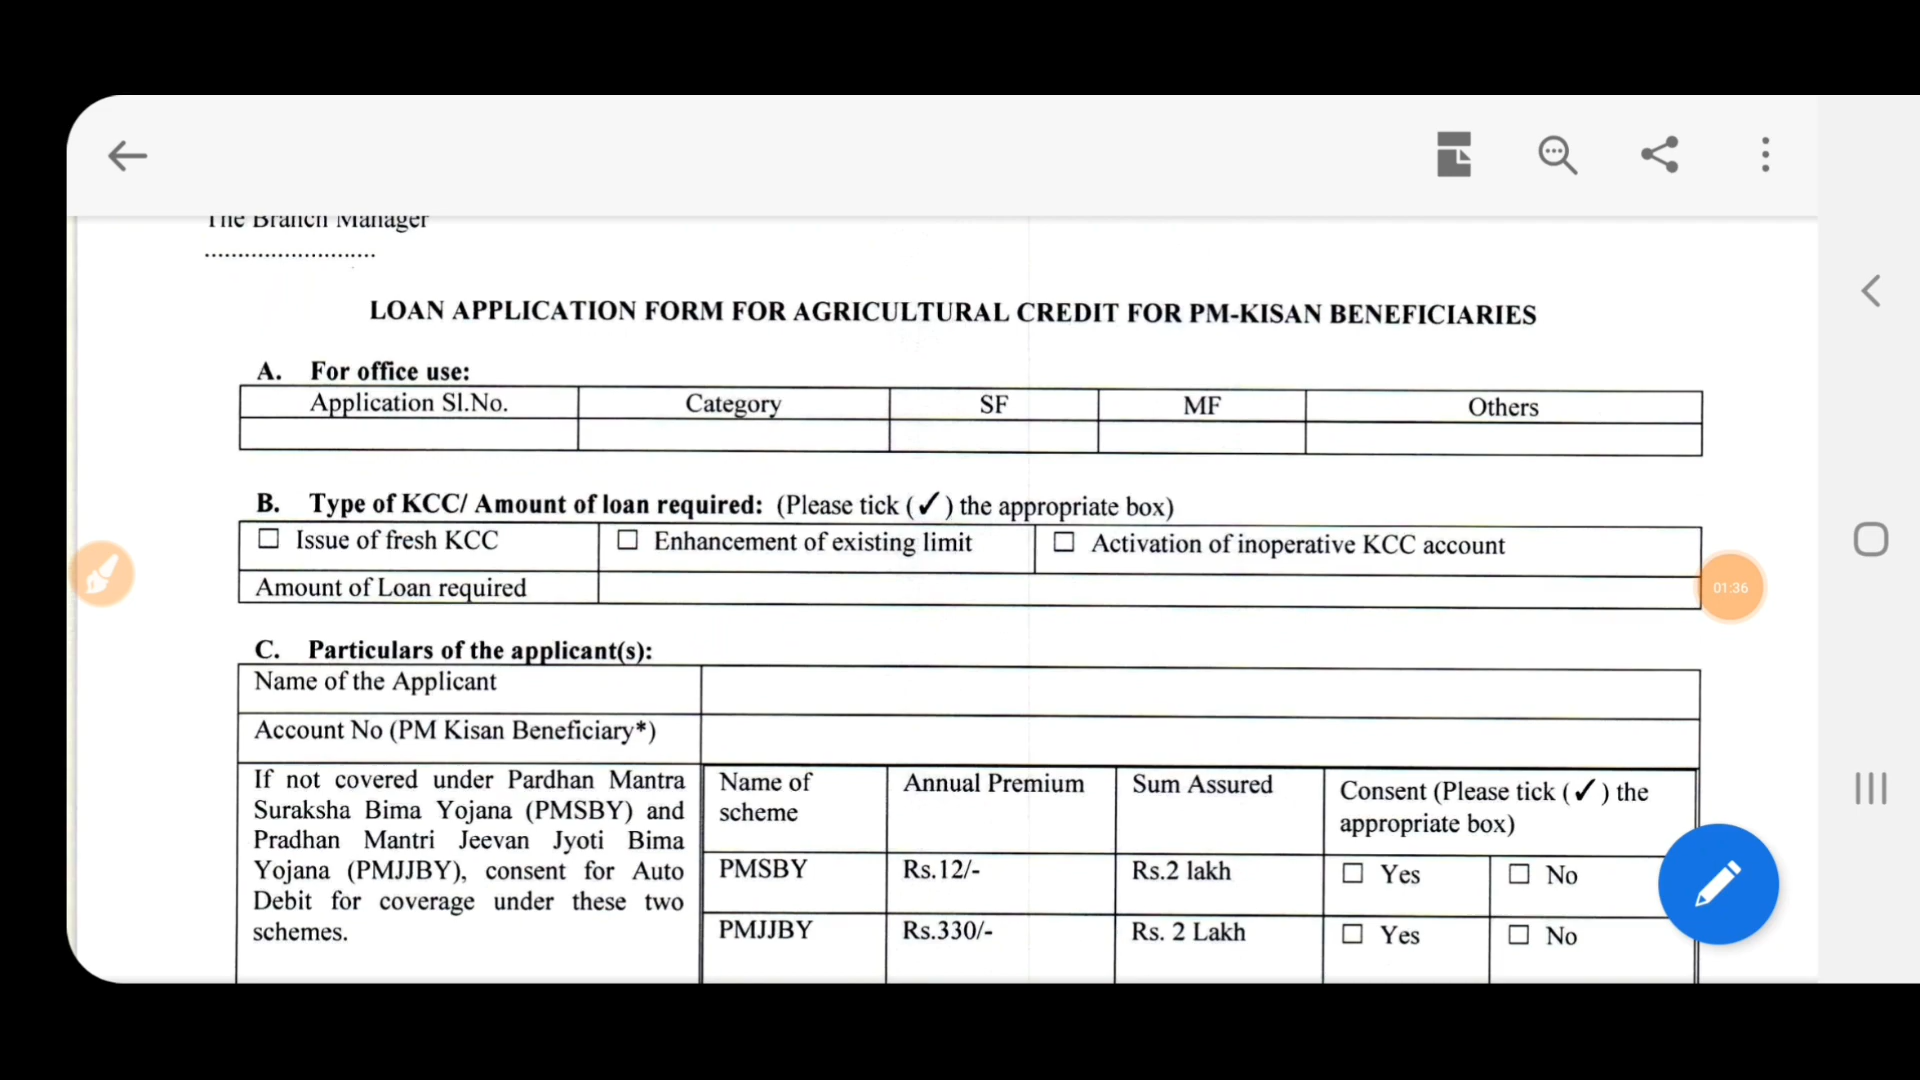 The Branch Manager
..........................
LOAN APPLICATION FORM FOR AGRICULTURAL CREDIT FOR PM-KISAN BENEFICIARIES
A. For office use:
Application Sl.No. Category SF MF Others
B. Type of KCC/ Amount of loan required: (Please tick (✓) the appropriate box)
☐ Issue of fresh KCC ☐ Enhancement of existing limit ☐ Activation of inoperative KCC account
Amount of Loan required
01:36
C. Particulars of the applicant(s):
Name of the Applicant
Account No (PM Kisan Beneficiary*)
If not covered under Pardhan Mantra
Suraksha Bima Yojana (PMSBY) and
Pradhan Mantri Jeevan Jyoti Bima
Yojana (PMJJBY), consent for Auto
Debit for coverage under these two
schemes.
Name of
scheme
Annual Premium
Sum Assured
Consent (Please tick (✓) the
appropriate box)
PMSBY Rs.12/- Rs.2 lakh ☐ Yes ☐ No
PMJJBY Rs.330/- Rs. 2 Lakh ☐ Yes ☐ No